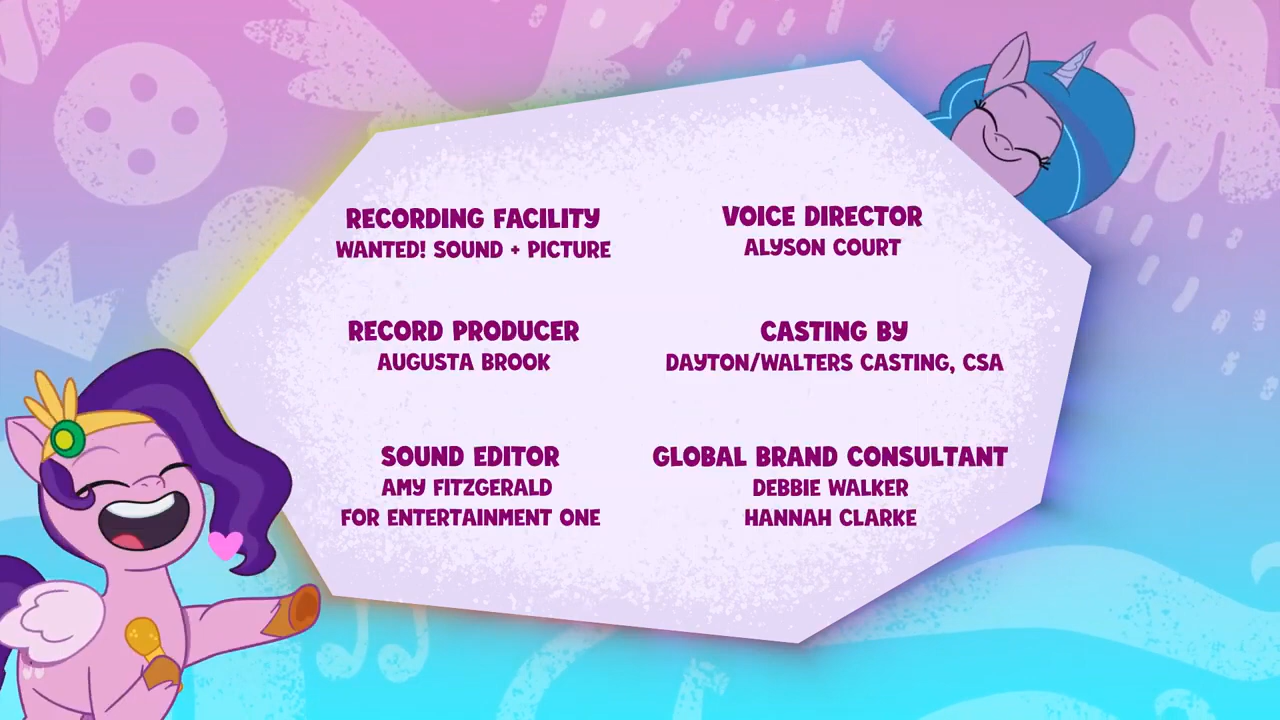 RECORDING FACILITY
WANTED! SOUND + PICTURE
VOICE DIRECTOR
ALYSON COURT
RECORD PRODUCER
AUGUSTA BROOK
CASTING BY
DAYTON/WALTERS CASTING, CSA
SOUND EDITOR
AMY FITZGERALD
FOR ENTERTAINMENT ONE
GLOBAL BRAND CONSULTANT
DEBBIE WALKER
HANNAH CLARKE